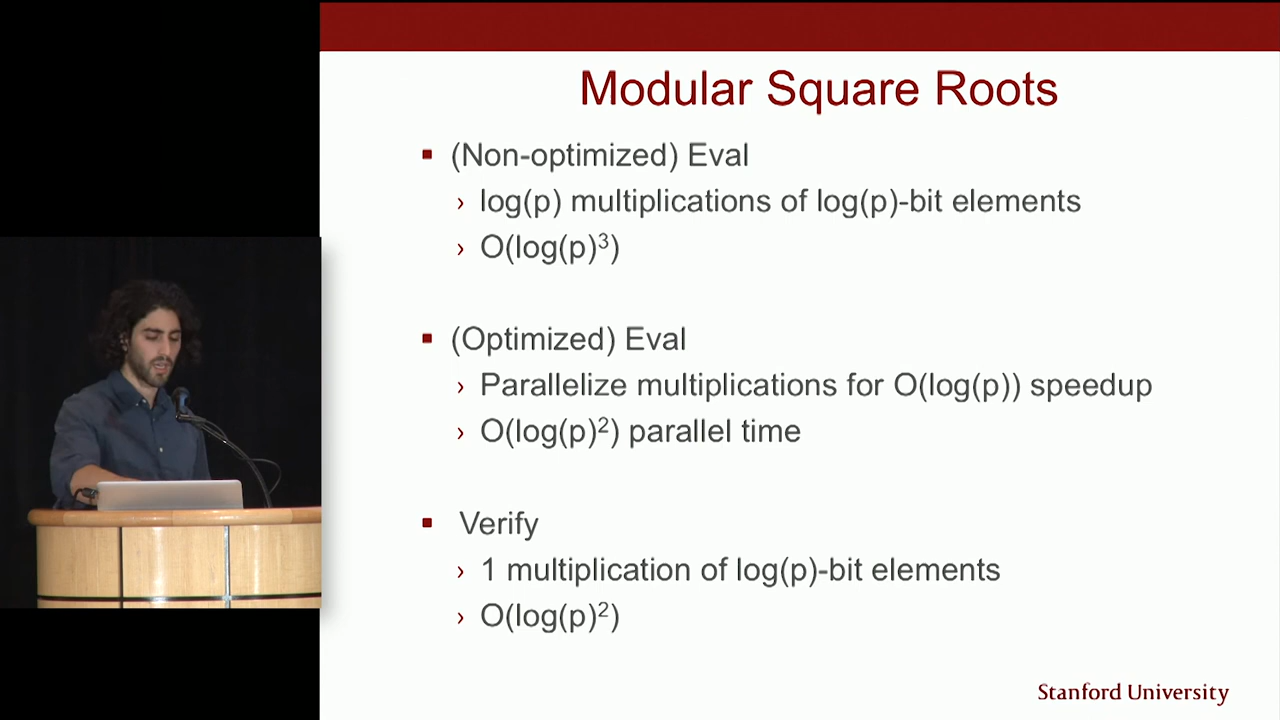 Modular Square Roots
▪ (Non-optimized) Eval
› log(p) multiplications of log(p)-bit elements
› O(log(p)³)
▪ (Optimized) Eval
› Parallelize multiplications for O(log(p)) speedup
› O(log(p)²) parallel time
▪ Verify
› 1 multiplication of log(p)-bit elements
› O(log(p)²)
Stanford University